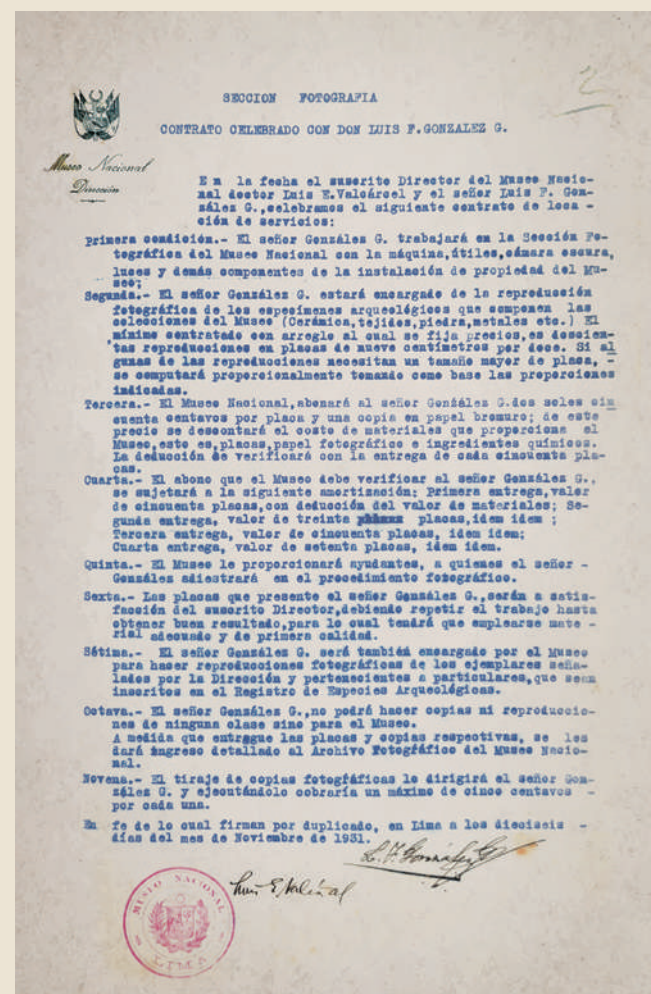 2
SECCION FOTOGRAFIA
CONTRATO CELEBRADO CON DON LUIS F.GONZALEZ G.
Museo Nacional
Dirección
En la fecha el suscrito Director del Museo Nacio-
nal doctor Luis E.Valcárcel y el señor Luis F. Gon-
zález G.,celebramos el siguiente contrato de loca -
ción de servicios:
Primera condición.- El señor Gonzáles G. trabajará en la Sección Fo-
tográfica del Museo Nacional con la máquina,útiles,cámara oscura,
luces y demás componentes de la instalación de propiedad del Mu-
seo;
Segunda.- El señor González G. estará encargado de la reproducción
fotográfica de los especímenes arqueológicos que componen las
colecciones del Museo (Cerámica,tejidos,piedra,metales etc.) El
mínimo contratado con arreglo al cual se fija precios,es doscien-
tas reproducciones en placas de nueve centímetros por doce. Si al
gunas de las reproducciones necesitan un tamaño mayor de placa, -
se computará proporcionalmente tomando como base las proporciones
indicadas.
Tercera.- El Museo Nacional,abonará al señor González G.dos soles cin
cuenta centavos por placa y una copia en papel bromuro; de este
precio se descontará el costo de materiales que proporciona el
Museo,esto es,placas,papel fotográfico e ingredientes químicos.
La deducción se verificará con la entrega de cada cincuenta pla-
cas.
Cuarta.- El abono que el Museo debe verificar al señor González G.,
se sujetará a la siguiente amortización: Primera entrega,valor
de cincuenta placas,con deducción del valor de materiales; Se-
gunda entrega, valor de treinta placas,idem idem ;
Tercera entrega, valor de cincuenta placas, idem idem;
Cuarta entrega, valor de setenta placas, idem idem.
Quinta.- El Museo le proporcionará ayudantes, a quienes el señor -
González adiestrará en el procedimiento fotográfico.
Sexta.- Las placas que presente el señor González G.,serán a satis-
facción del suscrito Director,debiendo repetir el trabajo hasta
obtener buen resultado,para lo cual tendrá que emplearse mate -
rial adecuado y de primera calidad.
Sétima.- El señor González G. será también encargado por el Museo
para hacer reproducciones fotográficas de los ejemplares seña-
lados por la Dirección y pertenecientes a particulares,que sean
inscritos en el Registro de Especies Arqueológicas.
Octava.- El señor González G.,no podrá hacer copias ni reproduccio-
nes de ninguna clase sino para el Museo.
A medida que entregue las placas y copias respectivas, se les
dará ingreso detallado al Archivo Fotográfico del Museo Nacio-
nal.
Novena.- El tiraje de copias fotográficas lo dirigirá el señor Gon-
zález G. y ejecutándolo cobraría un máximo de cinco centavos -
por cada una.
En fe de lo cual firman por duplicado, en Lima a los dieciseis -
días del mes de Noviembre de 1931.
L. F. González G
Luis E. Valcárcel
MUSEO NACIONAL
LIMA